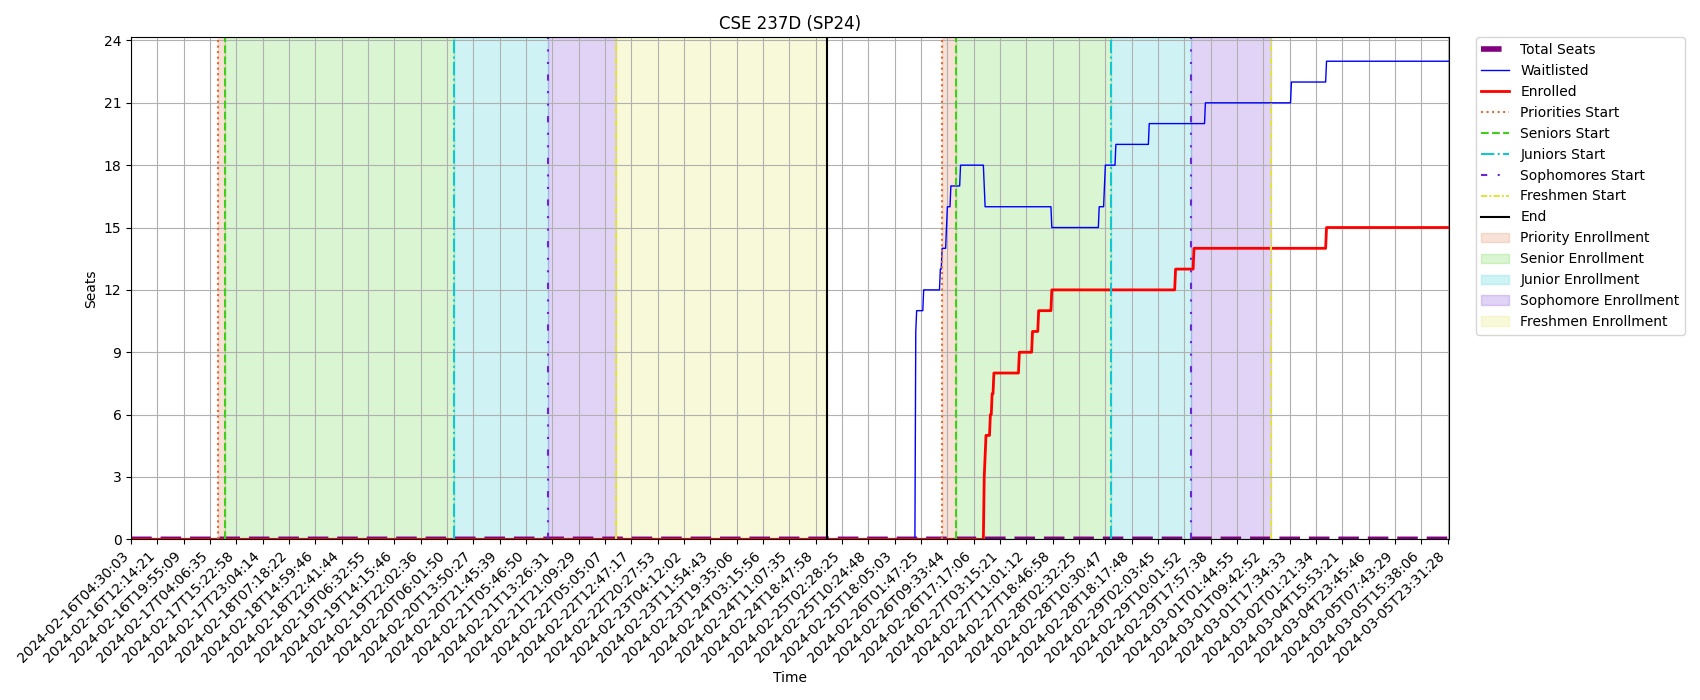 CSE 237D (SP24)
Seats
24
21
18
15
12
9
6
3
0
2024-02-16T04:30:03
2024-02-16T12:14:21
2024-02-16T19:55:09
2024-02-17T04:06:35
2024-02-17T15:22:58
2024-02-17T23:04:14
2024-02-18T07:18:22
2024-02-18T14:59:46
2024-02-18T22:41:44
2024-02-19T06:32:55
2024-02-19T14:15:46
2024-02-19T22:02:36
2024-02-20T06:01:50
2024-02-20T13:50:27
2024-02-20T21:45:39
2024-02-21T05:46:50
2024-02-21T13:26:31
2024-02-21T21:09:29
2024-02-22T05:05:07
2024-02-22T12:47:17
2024-02-22T20:27:53
2024-02-23T04:12:02
2024-02-23T11:54:43
2024-02-23T19:35:06
2024-02-24T03:15:56
2024-02-24T11:07:35
2024-02-24T18:47:58
2024-02-25T02:28:25
2024-02-25T10:24:48
2024-02-25T18:05:03
2024-02-26T01:47:23
2024-02-26T09:33:44
2024-02-26T17:17:06
2024-02-27T03:15:21
2024-02-27T11:01:12
2024-02-27T18:46:58
2024-02-28T02:32:25
2024-02-28T10:30:47
2024-02-28T18:17:48
2024-02-29T02:03:45
2024-02-29T10:01:52
2024-02-29T17:57:38
2024-03-01T01:44:55
2024-03-01T09:42:52
2024-03-01T17:34:33
2024-03-02T01:21:34
2024-03-04T15:53:21
2024-03-04T23:45:46
2024-03-05T07:43:29
2024-03-05T15:38:06
2024-03-05T23:31:28
Time
Total Seats
Waitlisted
Enrolled
Priorities Start
Seniors Start
Juniors Start
Sophomores Start
Freshmen Start
End
Priority Enrollment
Senior Enrollment
Junior Enrollment
Sophomore Enrollment
Freshmen Enrollment